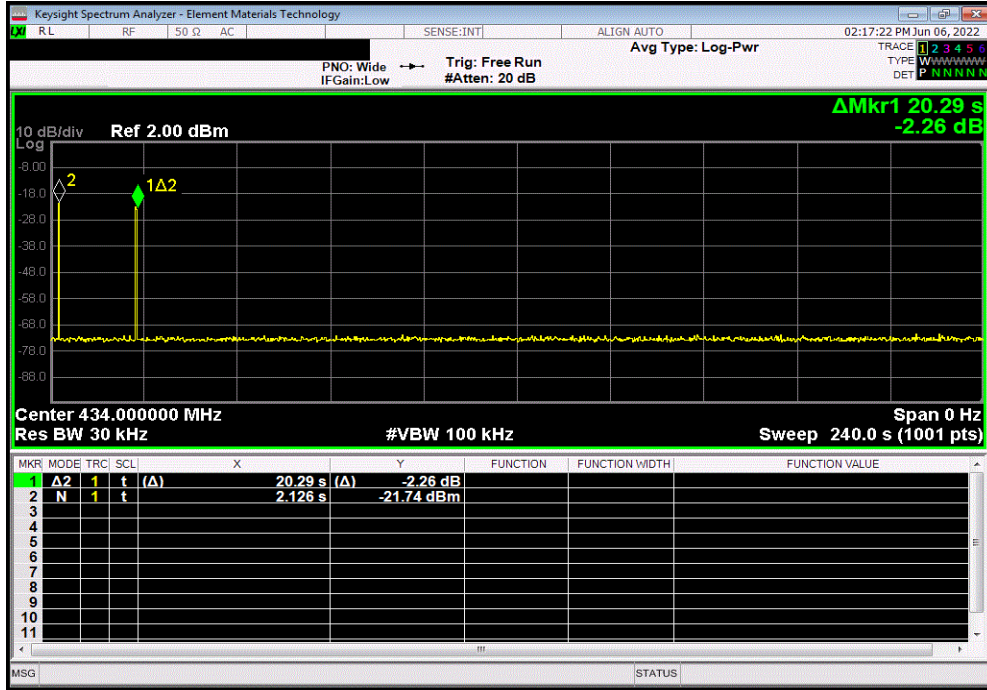 Keysight Spectrum Analyzer - Element Materials Technology
LXI RL RF 50 Ω AC SENSE:INT ALIGN AUTO 02:17:22 PM Jun 06, 2022
Avg Type: Log-Pwr TRACE 1 2 3 4 5 6
PNO: Wide Trig: Free Run TYPE WWWWWW
IFGain:Low #Atten: 20 dB DET P N N N N N
ΔMkr1 20.29 s
10 dB/div Ref 2.00 dBm -2.26 dB
Log
-8.00
2
1Δ2
-18.0
-28.0
-38.0
-48.0
-58.0
-68.0
-78.0
-88.0
Center 434.000000 MHz Span 0 Hz
Res BW 30 kHz #VBW 100 kHz Sweep 240.0 s (1001 pts)
MKR MODE TRC SCL X Y FUNCTION FUNCTION WIDTH FUNCTION VALUE
1 Δ2 1 t (Δ) 20.29 s (Δ) -2.26 dB
2 N 1 t 2.126 s -21.74 dBm
3
4
5
6
7
8
9
10
11
MSG STATUS